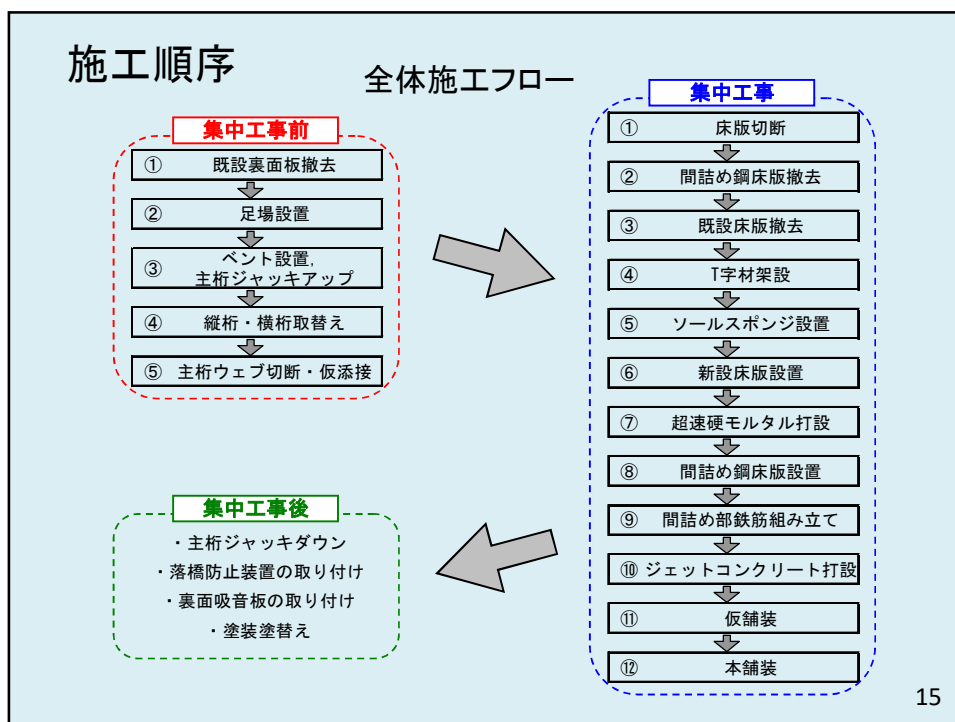 施工順序
全体施工フロー
集中工事前
① 既設裏面板撤去
② 足場設置
③ ベント設置,
主桁ジャッキアップ
④ 縦桁・横桁取替え
⑤ 主桁ウェブ切断・仮添接
集中工事
① 床版切断
② 間詰め鋼床版撤去
③ 既設床版撤去
④ T字材架設
⑤ ソールスポンジ設置
⑥ 新設床版設置
⑦ 超速硬モルタル打設
⑧ 間詰め鋼床版設置
⑨ 間詰め部鉄筋組み立て
⑩ ジェットコンクリート打設
⑪ 仮舗装
⑫ 本舗装
集中工事後
・主桁ジャッキダウン
・落橋防止装置の取り付け
・裏面吸音板の取り付け
・塗装塗替え
15